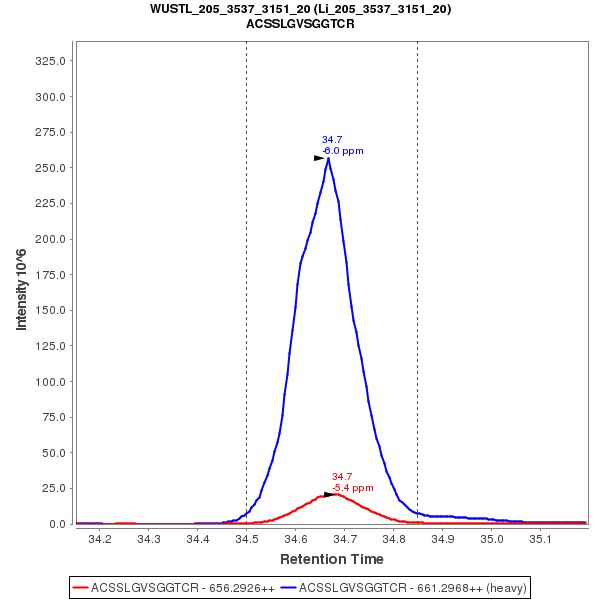 WUSTL_205_3537_3151_20 (Li_205_3537_3151_20)
ACSSLGVSGGTCR
Intensity 10^6
325.0
300.0
275.0
250.0
225.0
200.0
175.0
150.0
125.0
100.0
75.0
50.0
25.0
0.0
34.7
-6.0 ppm
34.7
-5.4 ppm
34.2 34.3 34.4 34.5 34.6 34.7 34.8 34.9 35.0 35.1
Retention Time
ACSSLGVSGGTCR - 656.2926++ ACSSLGVSGGTCR - 661.2968++ (heavy)